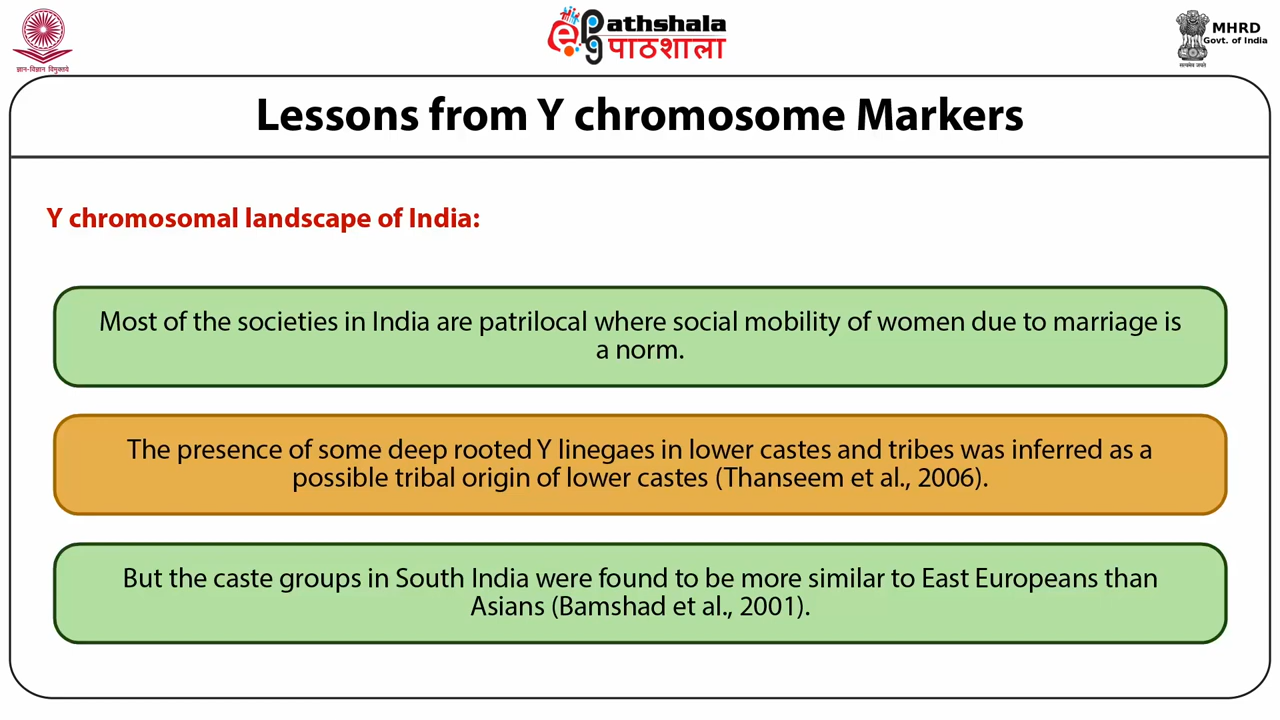 ज्ञान-विज्ञान विमुक्तये
ePathshala
पाठशाला
MHRD
Govt. of India
सत्यमेव जयते
Lessons from Y chromosome Markers
Y chromosomal landscape of India:
Most of the societies in India are patrilocal where social mobility of women due to marriage is
a norm.
The presence of some deep rooted Y linegaes in lower castes and tribes was inferred as a
possible tribal origin of lower castes (Thanseem et al., 2006).
But the caste groups in South India were found to be more similar to East Europeans than
Asians (Bamshad et al., 2001).